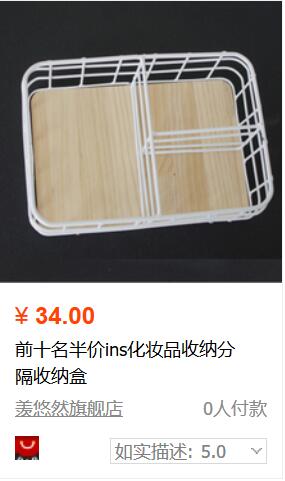 ¥ 34.00
前十名半价ins化妆品收纳分
隔收纳盒
羡悠然旗舰店 0人付款
如实描述: 5.0